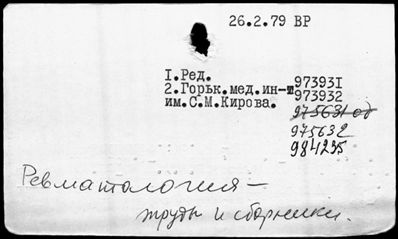 26.2.79 ВР
I.Ред.
2.Горьк.мед.ин-т
им.С.М.Кирова.
973931
973932
975631 од
975632
984235
Ревматология –
труды и сборники.